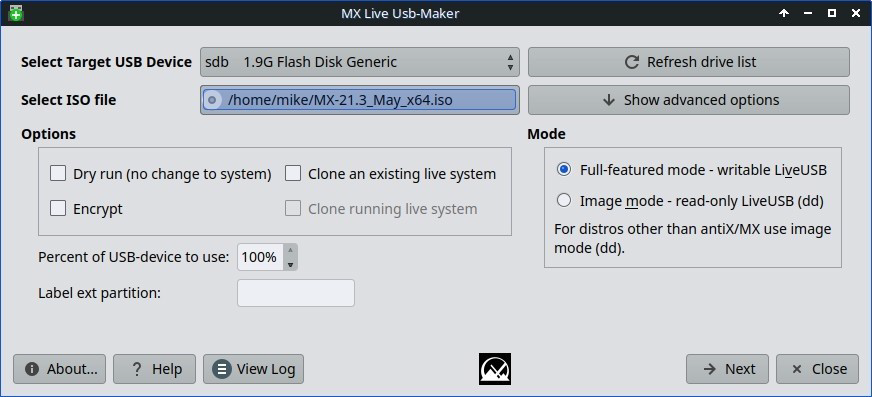 MX Live Usb-Maker
Select Target USB Device
sdb 1.9G Flash Disk Generic
Refresh drive list
Select ISO file
/home/mike/MX-21.3_May_x64.iso
Show advanced options
Options
Mode
Dry run (no change to system)
Clone an existing live system
Full-featured mode - writable LiveUSB
Encrypt
Clone running live system
Image mode - read-only LiveUSB (dd)
For distros other than antiX/MX use image
mode (dd).
Percent of USB-device to use:
100%
Label ext partition:
About...
Help
View Log
Next
Close